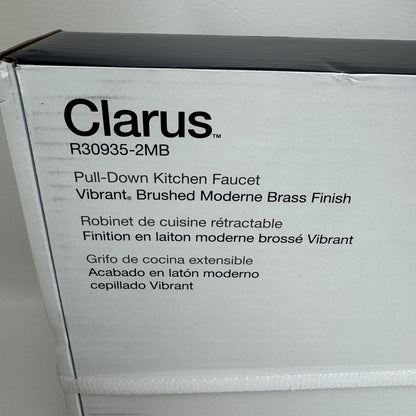 Clarus™
R30935-2MB
Pull-Down Kitchen Faucet
Vibrant® Brushed Moderne Brass Finish
Robinet de cuisine rétractable
Finition en laiton moderne brossé Vibrant
Grifo de cocina extensible
Acabado en latón moderno
cepillado Vibrant